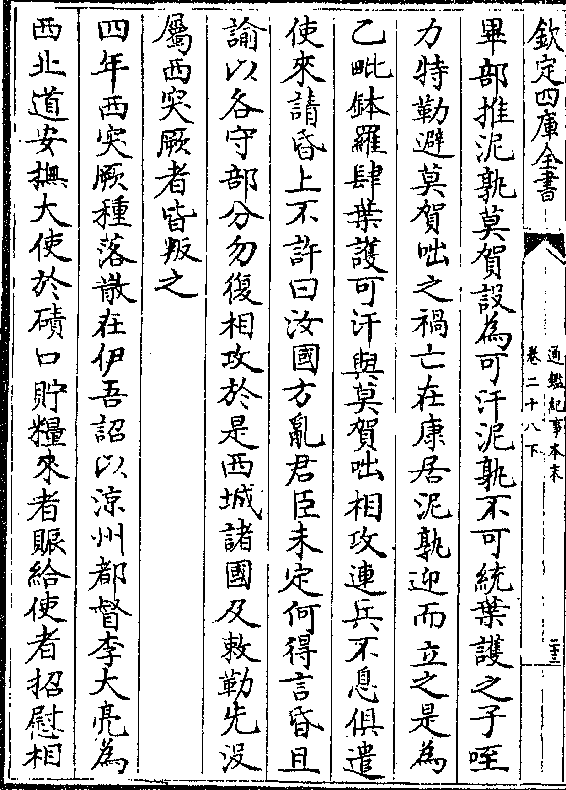 欽定四庫全書
通鑑紀事本末
卷二十八下
二十三
畢部推泥孰莫賀設為可汗泥孰不可統葉護之子咥
力特勒避莫賀咄之禍亡在康居泥孰迎而立之是為
乙毗鉢羅肆葉護可汗與莫賀咄相攻連兵不息俱遣
使來請昏上不許曰汝國方亂君臣未定何得言昏且
諭以各守部分勿復相攻於是西域諸國及敕勒先没
屬西突厥者皆叛之
四年西突厥種落散在伊吾詔以涼州都督李大亮為
西北道安撫大使於磧口貯糧來者賑給使者招慰相